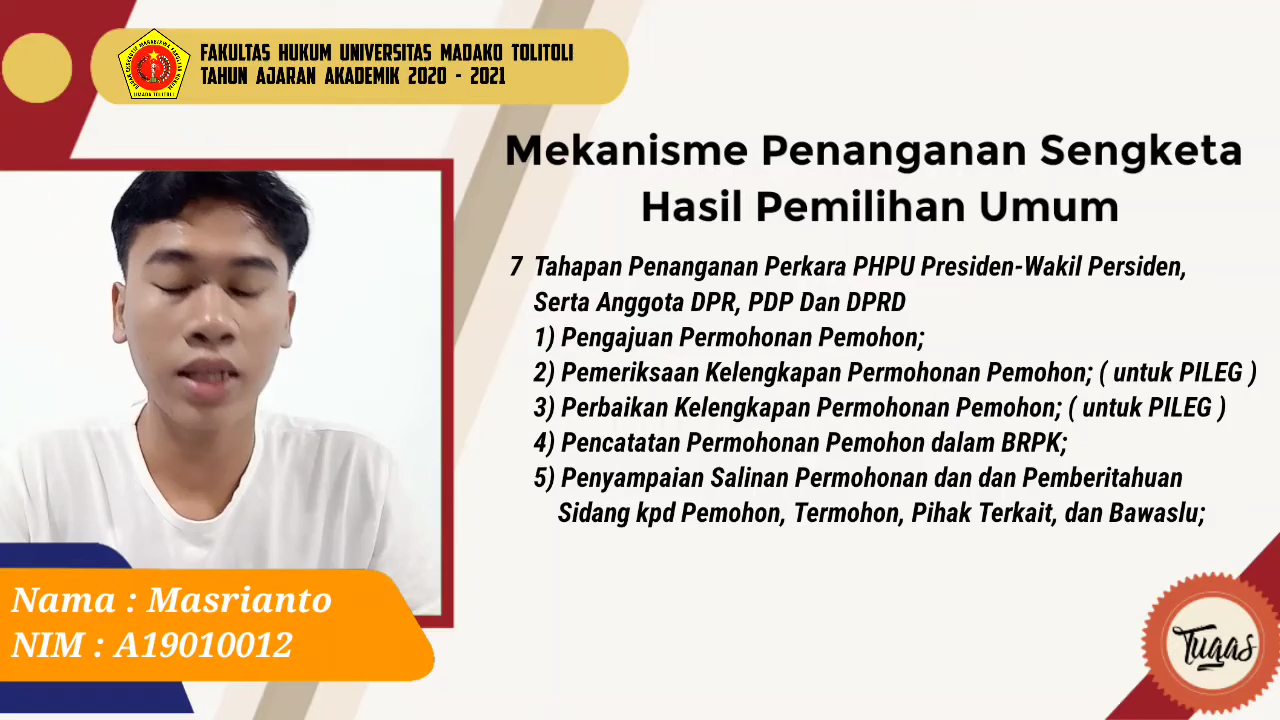 FAKULTAS HUKUM UNIVERSITAS MADAKO TOLITOLI
TAHUN AJARAN AKADEMIK 2020 - 2021
Mekanisme Penanganan Sengketa
Hasil Pemilihan Umum
7 Tahapan Penanganan Perkara PHPU Presiden-Wakil Persiden,
Serta Anggota DPR, PDP Dan DPRD
1) Pengajuan Permohonan Pemohon;
2) Pemeriksaan Kelengkapan Permohonan Pemohon; ( untuk PILEG )
3) Perbaikan Kelengkapan Permohonan Pemohon; ( untuk PILEG )
4) Pencatatan Permohonan Pemohon dalam BRPK;
5) Penyampaian Salinan Permohonan dan dan Pemberitahuan
Sidang kpd Pemohon, Termohon, Pihak Terkait, dan Bawaslu;
Nama : Masrianto
NIM : A19010012
Tugas
UMADA TOLITOLI